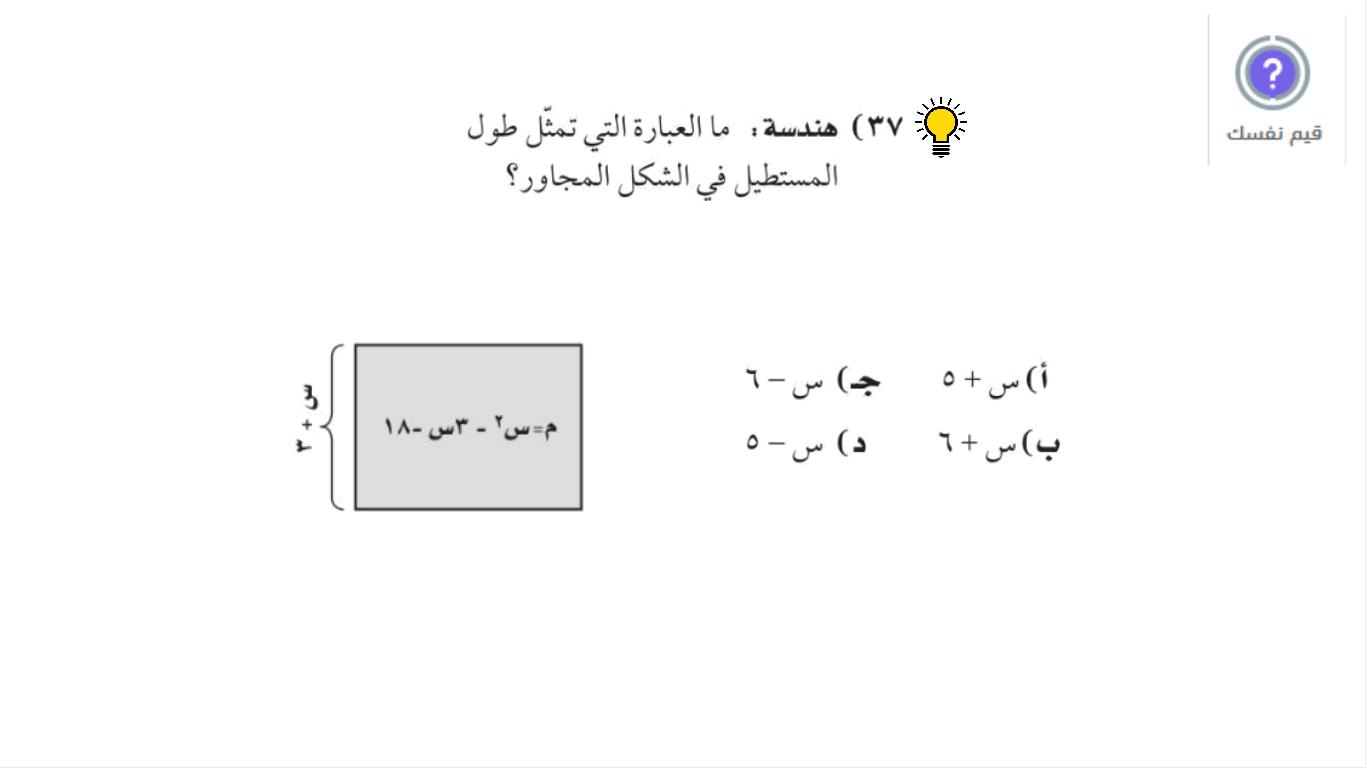 ?
قيم نفسك
٣٧) هندسة: ما العبارة التي تمثّل طول
المستطيل في الشكل المجاور؟
أ) س + ٥
جـ) س – ٦
ب) س + ٦
د) س – ٥
م=س٢ - ٣س -١٨
س + ٣